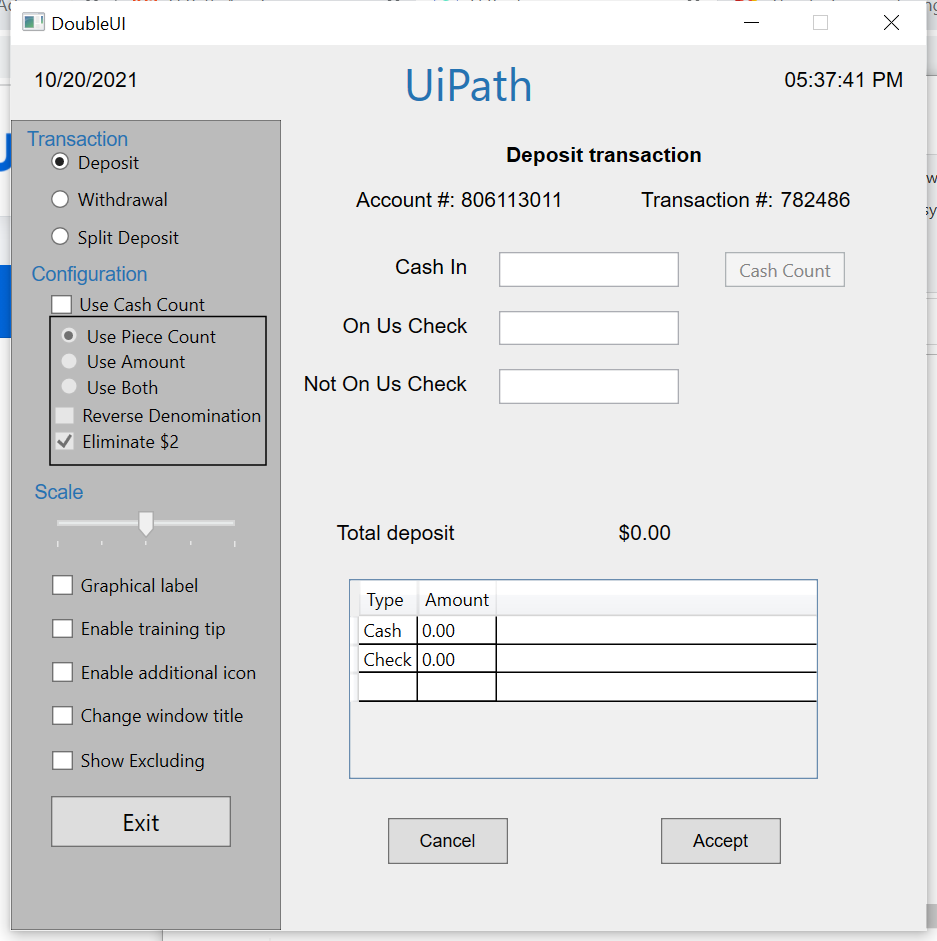 DoubleUI
10/20/2021
UiPath
05:37:41 PM
Transaction
Deposit
Withdrawal
Split Deposit
Configuration
Use Cash Count
Use Piece Count
Use Amount
Use Both
Reverse Denomination
Eliminate $2
Scale
Graphical label
Enable training tip
Enable additional icon
Change window title
Show Excluding
Exit
Deposit transaction
Account #: 806113011 Transaction #: 782486
Cash In Cash Count
On Us Check
Not On Us Check
Total deposit $0.00
Type Amount
Cash 0.00
Check 0.00
Cancel Accept